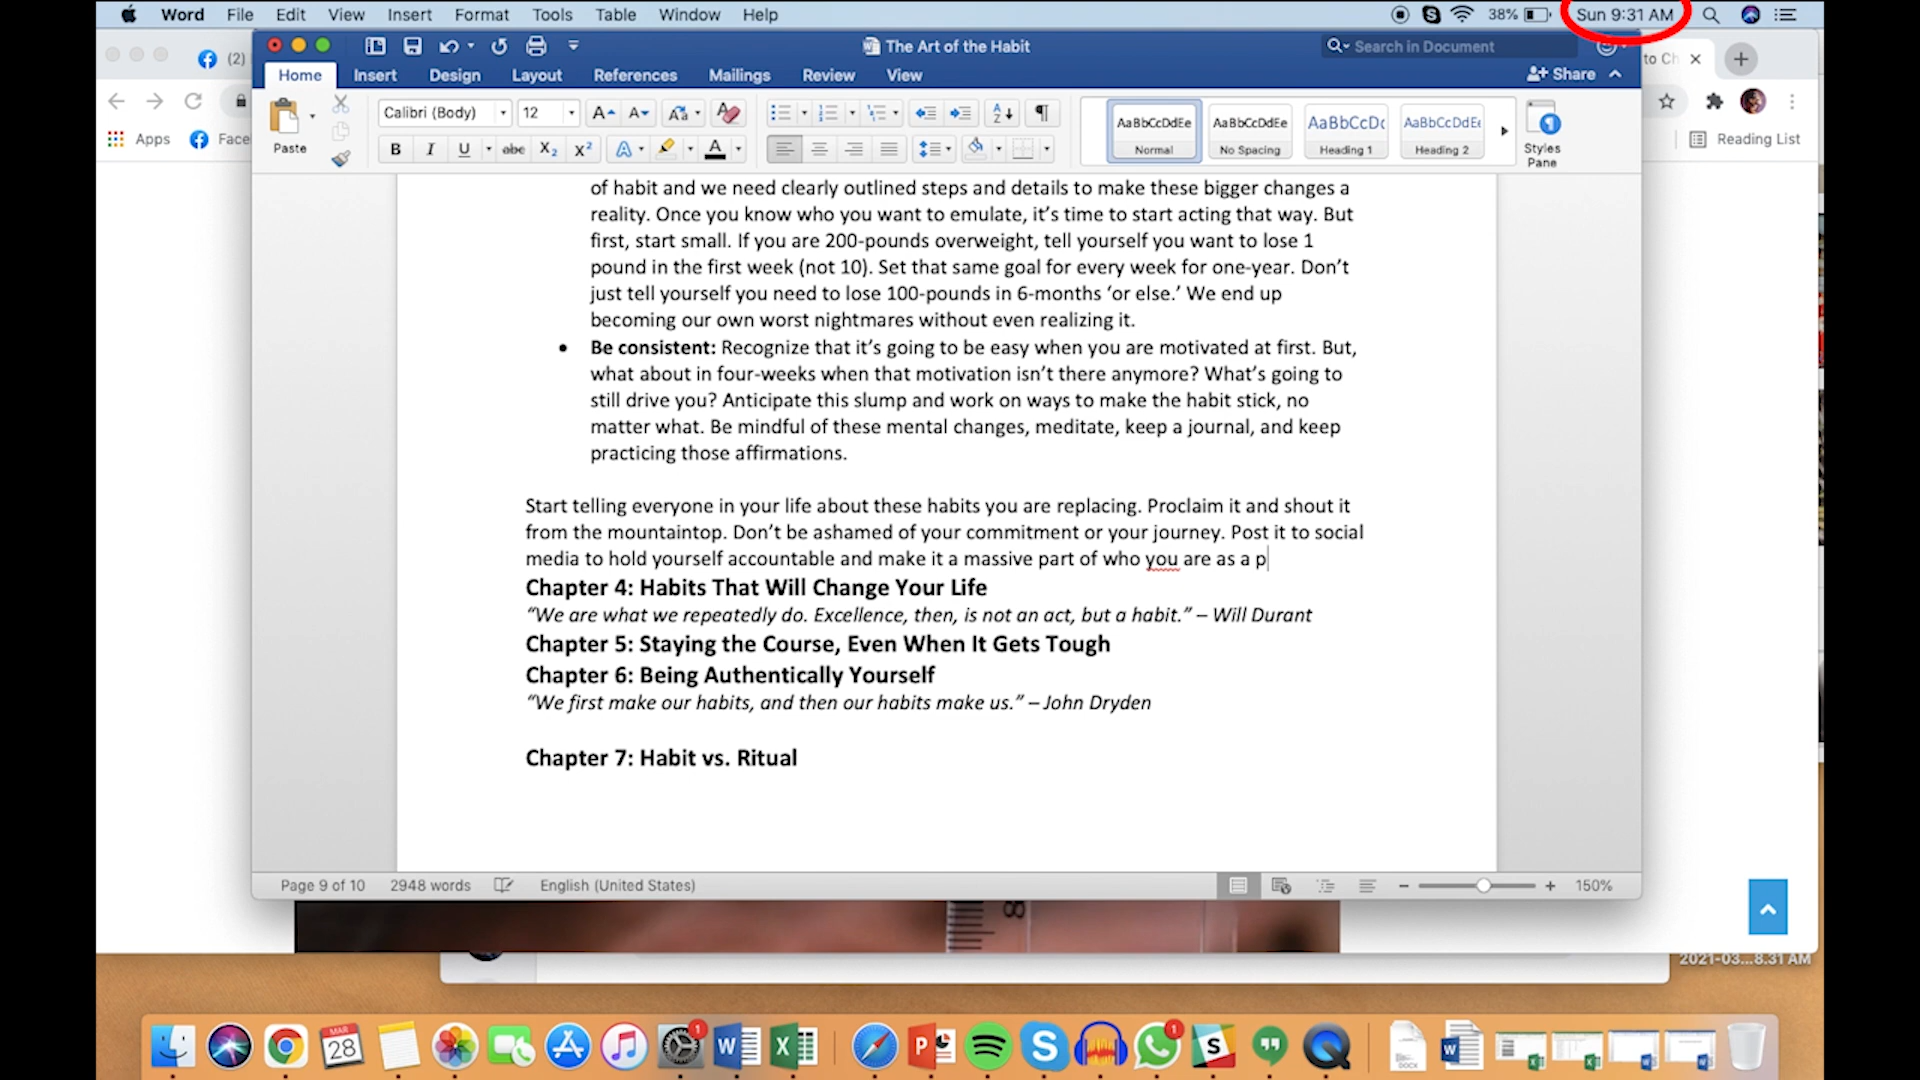 Word File Edit View Insert Format Tools Table Window Help 38% Sun 9:31 AM
(2) The Art of the Habit Search in Document to Ch
Home Insert Design Layout References Mailings Review View Share
Paste Calibri (Body) 12 AaBbCcDdEe AaBbCcDdEe AaBbCcDc AaBbCcDdEe
Normal No Spacing Heading 1 Heading 2 Styles Pane
Apps Face Reading List
of habit and we need clearly outlined steps and details to make these bigger changes a
reality. Once you know who you want to emulate, it’s time to start acting that way. But
first, start small. If you are 200-pounds overweight, tell yourself you want to lose 1
pound in the first week (not 10). Set that same goal for every week for one-year. Don’t
just tell yourself you need to lose 100-pounds in 6-months ‘or else.’ We end up
becoming our own worst nightmares without even realizing it.
• Be consistent: Recognize that it’s going to be easy when you are motivated at first. But,
what about in four-weeks when that motivation isn’t there anymore? What’s going to
still drive you? Anticipate this slump and work on ways to make the habit stick, no
matter what. Be mindful of these mental changes, meditate, keep a journal, and keep
practicing those affirmations.
Start telling everyone in your life about these habits you are replacing. Proclaim it and shout it
from the mountaintop. Don’t be ashamed of your commitment or your journey. Post it to social
media to hold yourself accountable and make it a massive part of who you are as a p
Chapter 4: Habits That Will Change Your Life
“We are what we repeatedly do. Excellence, then, is not an act, but a habit.” – Will Durant
Chapter 5: Staying the Course, Even When It Gets Tough
Chapter 6: Being Authentically Yourself
“We first make our habits, and then our habits make us.” – John Dryden
Chapter 7: Habit vs. Ritual
Page 9 of 10 2948 words English (United States) 150%
8
2021-03...8.31 AM
MAR
28
1
1
DOCX